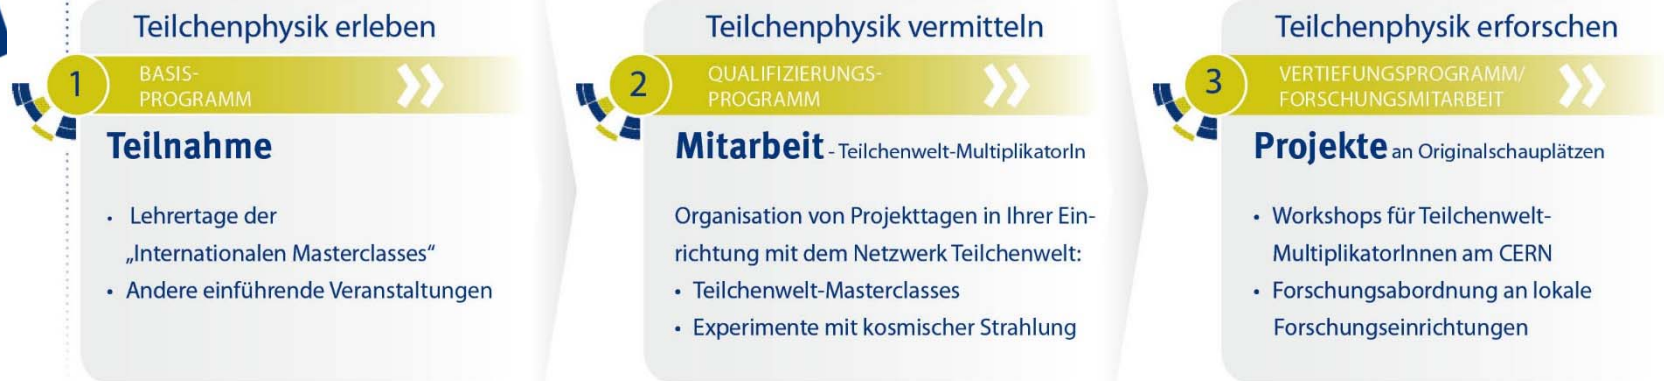 Teilchenphysik erleben
1
BASIS-
PROGRAMM
Teilnahme
• Lehrertage der
„Internationalen Masterclasses“
• Andere einführende Veranstaltungen
Teilchenphysik vermitteln
2
QUALIFIZIERUNGS-
PROGRAMM
Mitarbeit - Teilchenwelt-MultiplikatorIn
Organisation von Projekttagen in Ihrer Ein-
richtung mit dem Netzwerk Teilchenwelt:
• Teilchenwelt-Masterclasses
• Experimente mit kosmischer Strahlung
Teilchenphysik erforschen
3
VERTIEFUNGSPROGRAMM/
FORSCHUNGSMITARBEIT
Projekte an Originalschauplätzen
• Workshops für Teilchenwelt-
MultiplikatorInnen am CERN
• Forschungsabordnung an lokale
Forschungseinrichtungen